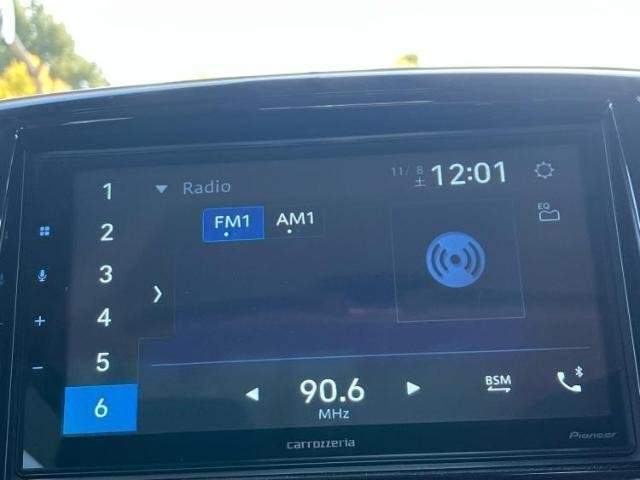 1
2
3
4
5
6
Radio
11/ 8
土
12:01
FM1
AM1
EQ
+
−
90.6
MHz
BSM
carrozzeria
Pioneer